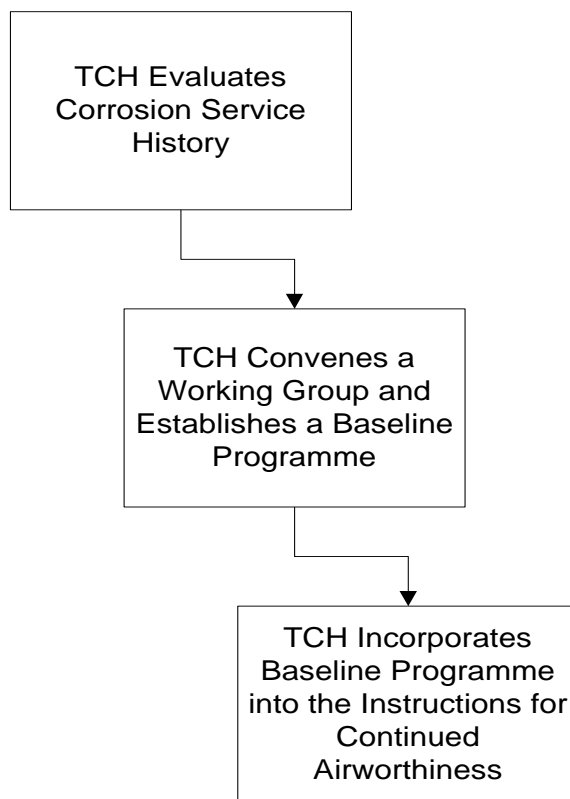 TCH Evaluates
Corrosion Service
History
TCH Convenes a
Working Group and
Establishes a Baseline
Programme
TCH Incorporates
Baseline Programme
into the Instructions for
Continued
Airworthiness